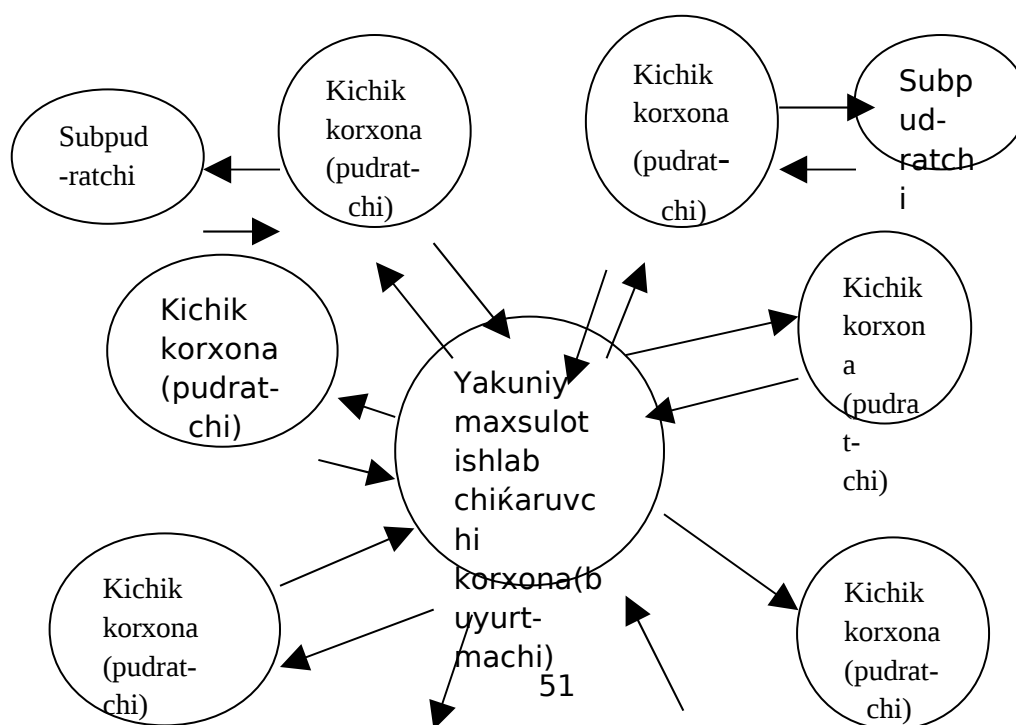 Subpud
-ratchi
Kichik
korxona
(pudrat-
chi)
Kichik
korxona
(pudrat-
chi)
Subp
ud-
ratch
i
Kichik
korxona
(pudrat-
chi)
Kichik
korxon
a
(pudra
t-
chi)
Yakuniy
maxsulot
ishlab
chiḱaruvc
hi
korxona(b
uyurt-
machi)
Kichik
korxona
(pudrat-
chi)
Kichik
korxona
(pudrat-
chi)
51